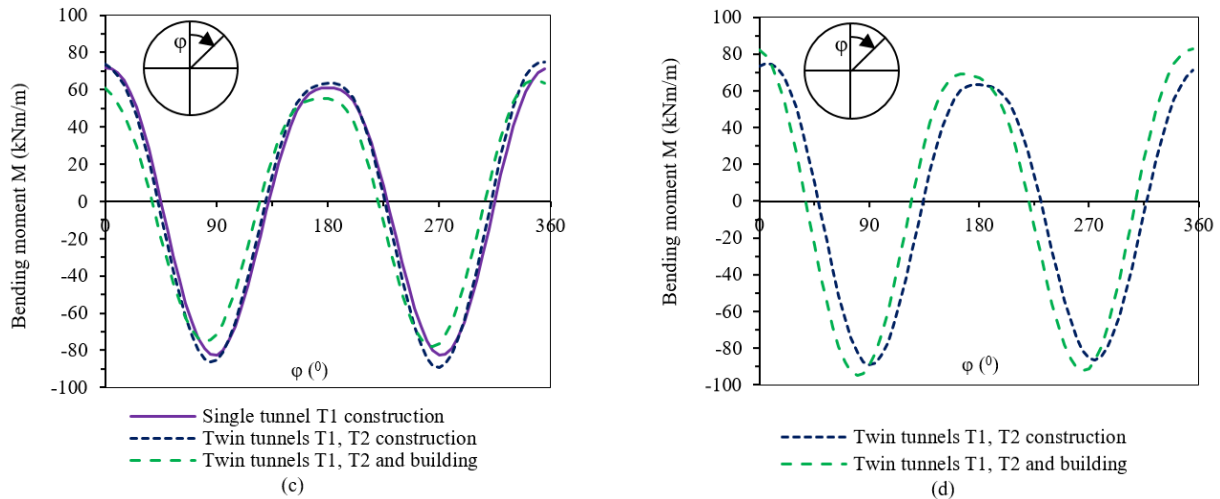 Bending moment M (kNm/m)
100
80
60
40
20
0
-20
-40
-60
-80
-100
φ
0
90
180
270
360
φ (⁰)
Single tunnel T1 construction
Twin tunnels T1, T2 construction
Twin tunnels T1, T2 and building
(c)
Bending moment M (kNm/m)
100
80
60
40
20
0
-20
-40
-60
-80
-100
φ
0
90
180
270
360
φ (⁰)
Twin tunnels T1, T2 construction
Twin tunnels T1, T2 and building
(d)